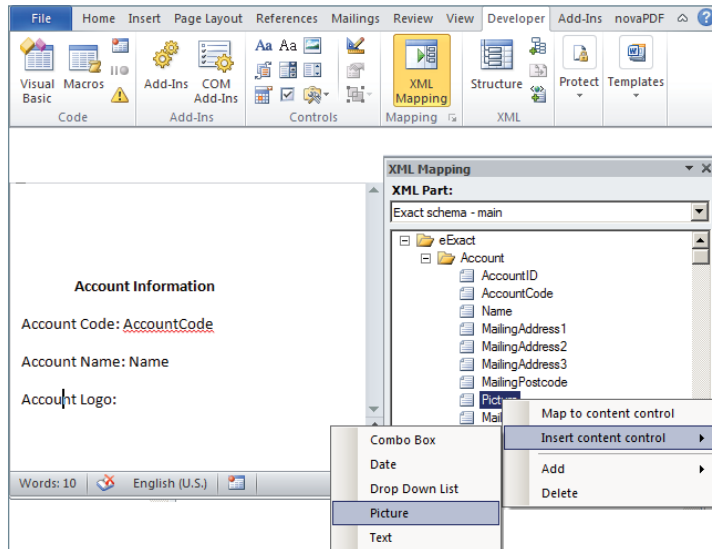 File Home Insert Page Layout References Mailings Review View Developer Add-Ins novaPDF
Aa Aa
Visual Basic Macros Add-Ins COM Add-Ins XML Mapping Structure Protect Templates
Code Add-Ins Controls Mapping XML
XML Mapping
XML Part:
Exact schema - main
eExact
Account
AccountID
AccountCode
Name
MailingAddress1
MailingAddress2
MailingAddress3
MailingPostcode
Account Information
Account Code: AccountCode
Account Name: Name
Account Logo:
Map to content control
Insert content control
Add
Delete
Combo Box
Date
Drop Down List
Picture
Text
Words: 10 English (U.S.)